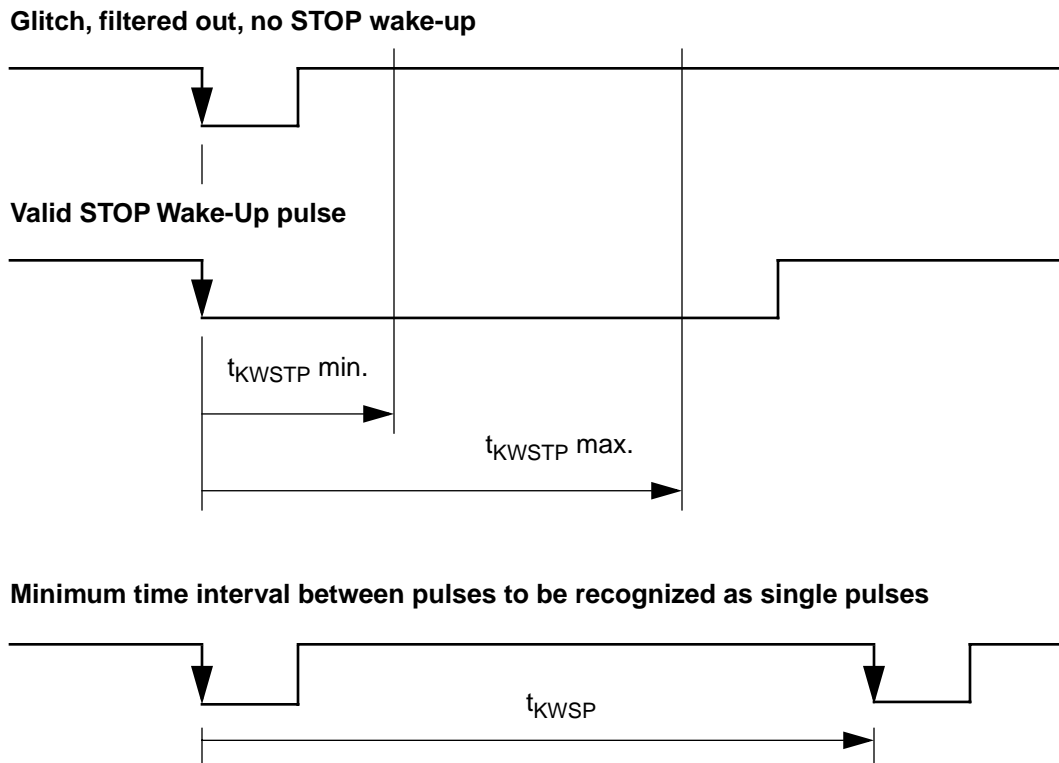 Glitch, filtered out, no STOP wake-up
Valid STOP Wake-Up pulse
tKWSTP min.
tKWSTP max.
Minimum time interval between pulses to be recognized as single pulses
tKWSP